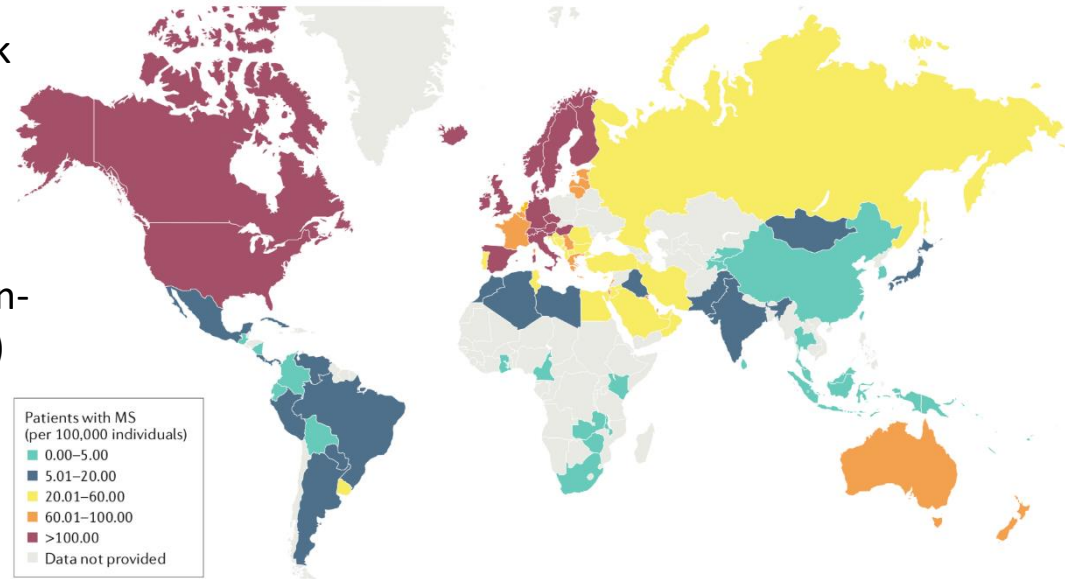 k
m-
)
Patients with MS
(per 100,000 individuals)
0.00–5.00
5.01–20.00
20.01–60.00
60.01–100.00
>100.00
Data not provided